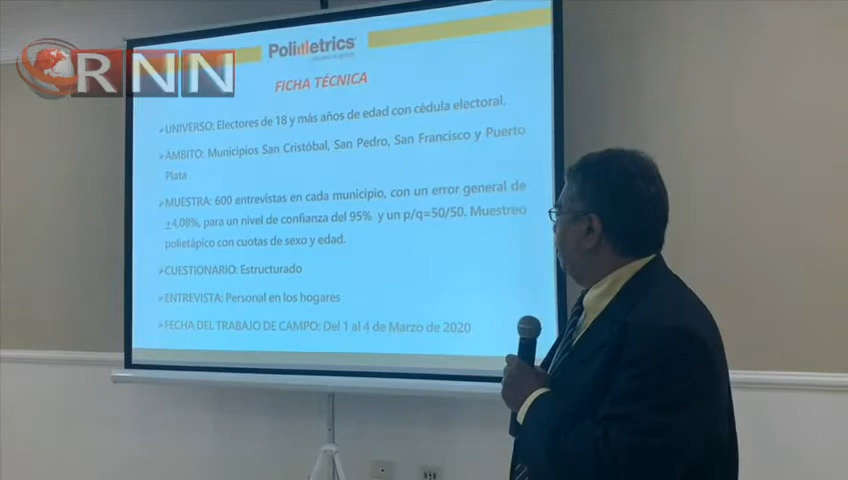 RNN
Polimetrics
FICHA TÉCNICA
➢UNIVERSO: Electores de 18 y más años de edad con cédula electoral.
➢ÁMBITO: Municipios San Cristóbal, San Pedro, San Francisco y Puerto
Plata
➢MUESTRA: 600 entrevistas en cada municipio, con un error general de
±4,08%, para un nivel de confianza del 95% y un p/q=50/50. Muestreo
polietápico con cuotas de sexo y edad.
➢CUESTIONARIO: Estructurado
➢ENTREVISTA: Personal en los hogares
➢FECHA DEL TRABAJO DE CAMPO: Del 1 al 4 de Marzo de 2020